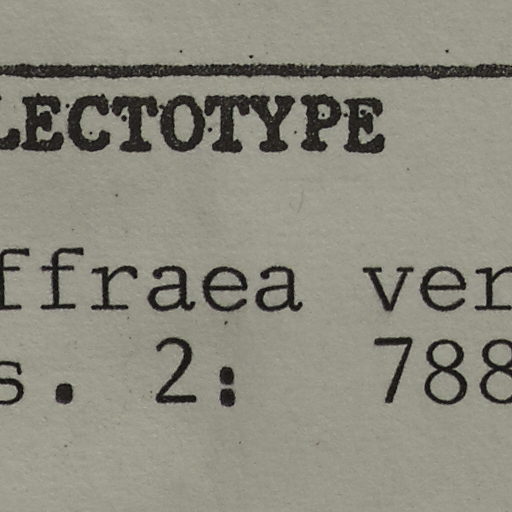 LECTOTYPE
ffraea ver
s. 2: 788